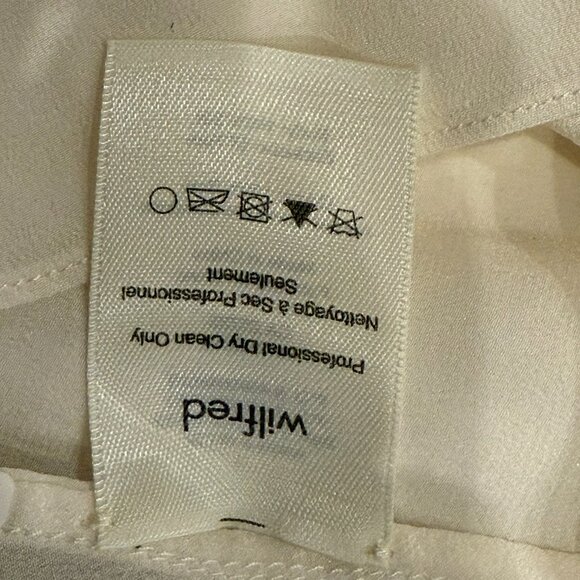 wilfred
Professional Dry Clean Only
Nettoyage à Sec Professionnel
Seulement